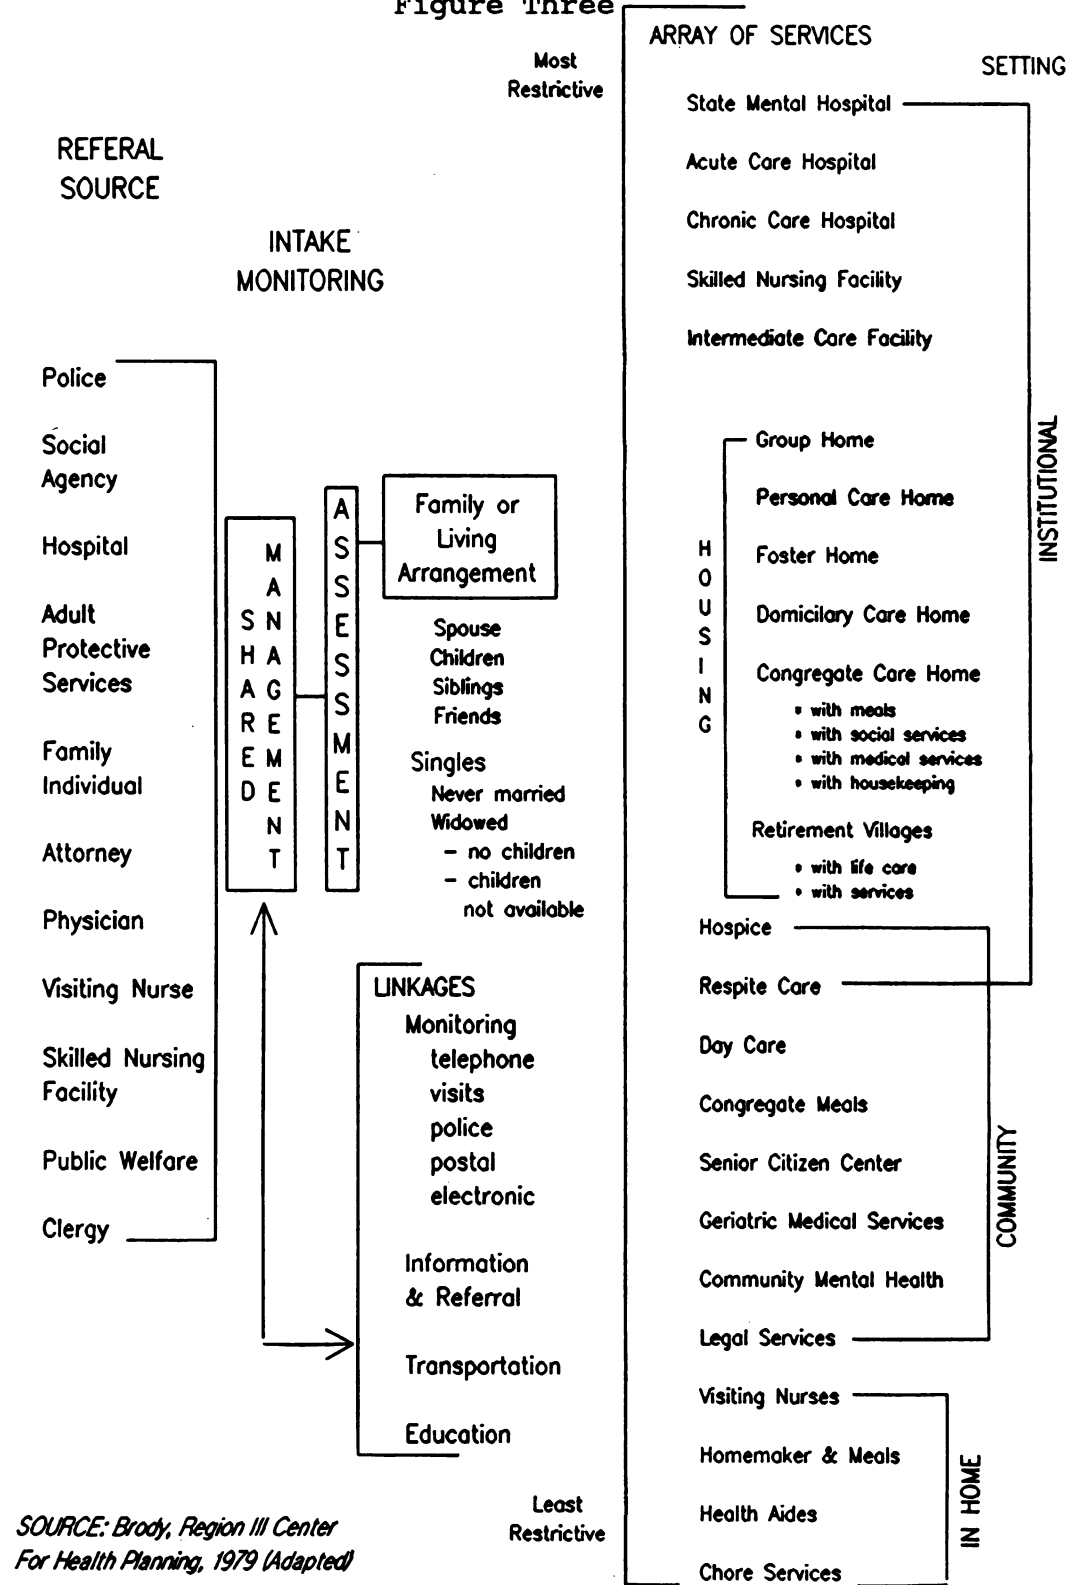 Figure Three
Most
Restrictive
REFERAL
SOURCE
Police
Social
Agency
Hospital
Adult
Protective
Services
Family
Individual
Attorney
Physician
Visiting Nurse
Skilled Nursing
Facility
Public Welfare
Clergy
INTAKE
MONITORING
SHARED
MANAGEMENT
ASSESSMENT
Family or
Living
Arrangement
Spouse
Children
Siblings
Friends
Singles
Never married
Widowed
– no children
– children
not available
LINKAGES
Monitoring
telephone
visits
police
postal
electronic
Information
& Referral
Transportation
Education
Least
Restrictive
ARRAY OF SERVICES
SETTING
State Mental Hospital
Acute Care Hospital
Chronic Care Hospital
Skilled Nursing Facility
Intermediate Care Facility
HOUSING
Group Home
Personal Care Home
Foster Home
Domicilary Care Home
Congregate Care Home
• with meals
• with social services
• with medical services
• with housekeeping
Retirement Villages
• with life care
• with services
Hospice
Respite Care
Day Care
Congregate Meals
Senior Citizen Center
Geriatric Medical Services
Community Mental Health
Legal Services
Visiting Nurses
Homemaker & Meals
Health Aides
Chore Services
INSTITUTIONAL
COMMUNITY
IN HOME
SOURCE: Brody, Region III Center
For Health Planning, 1979 (Adapted)